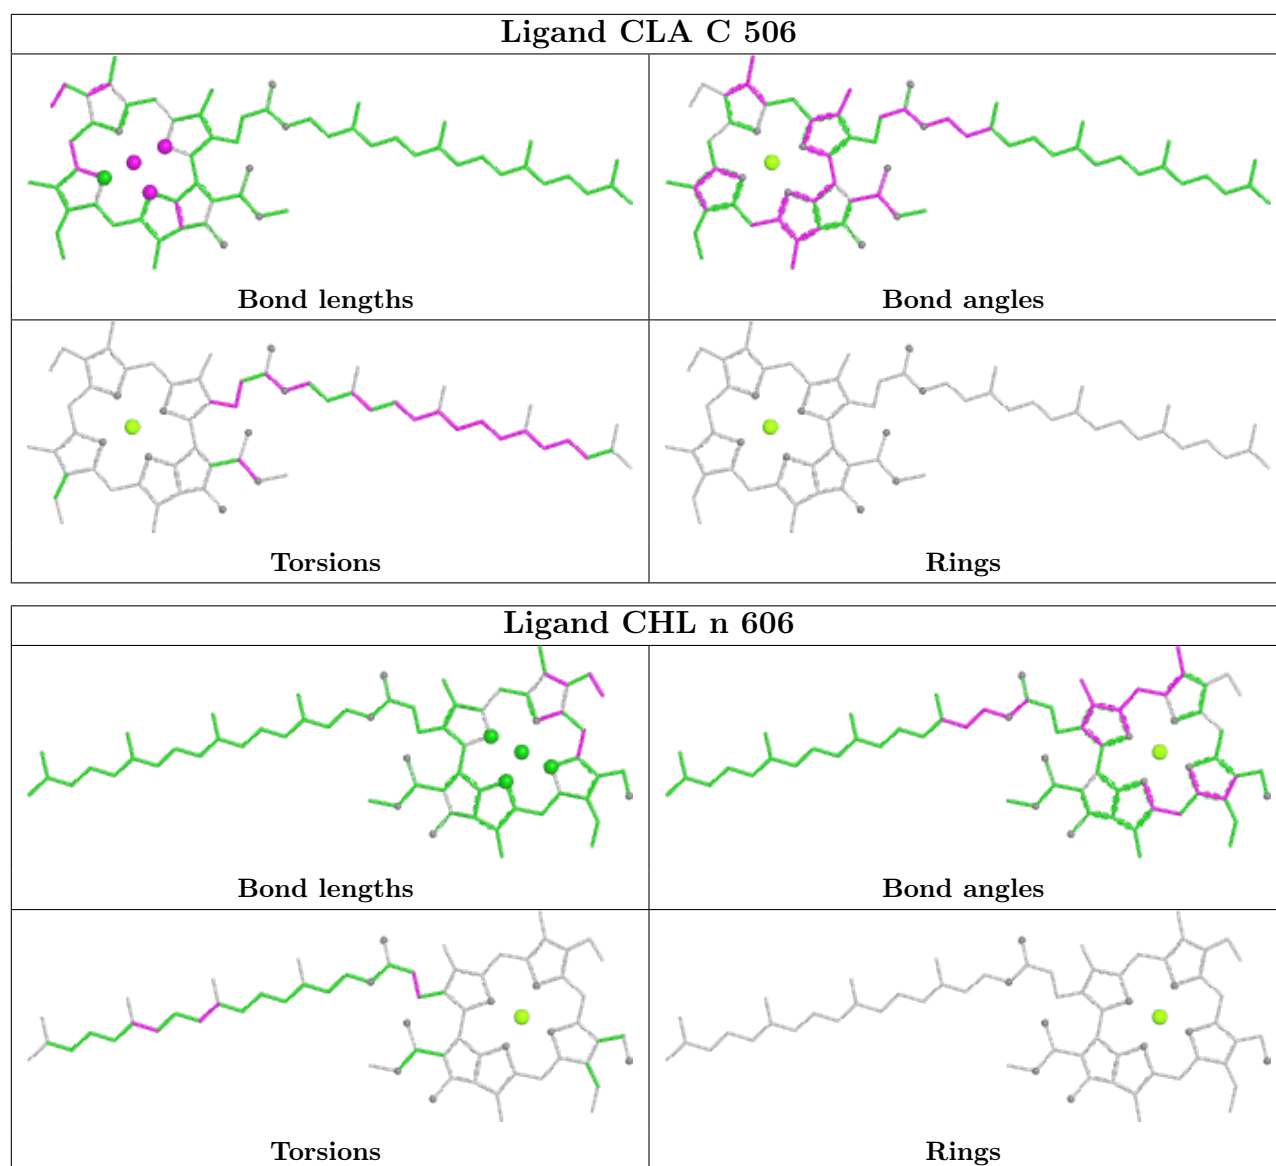 Ligand CLA C 506
Bond lengths
Bond angles
Torsions
Rings
Ligand CHL n 606
Bond lengths
Bond angles
Torsions
Rings